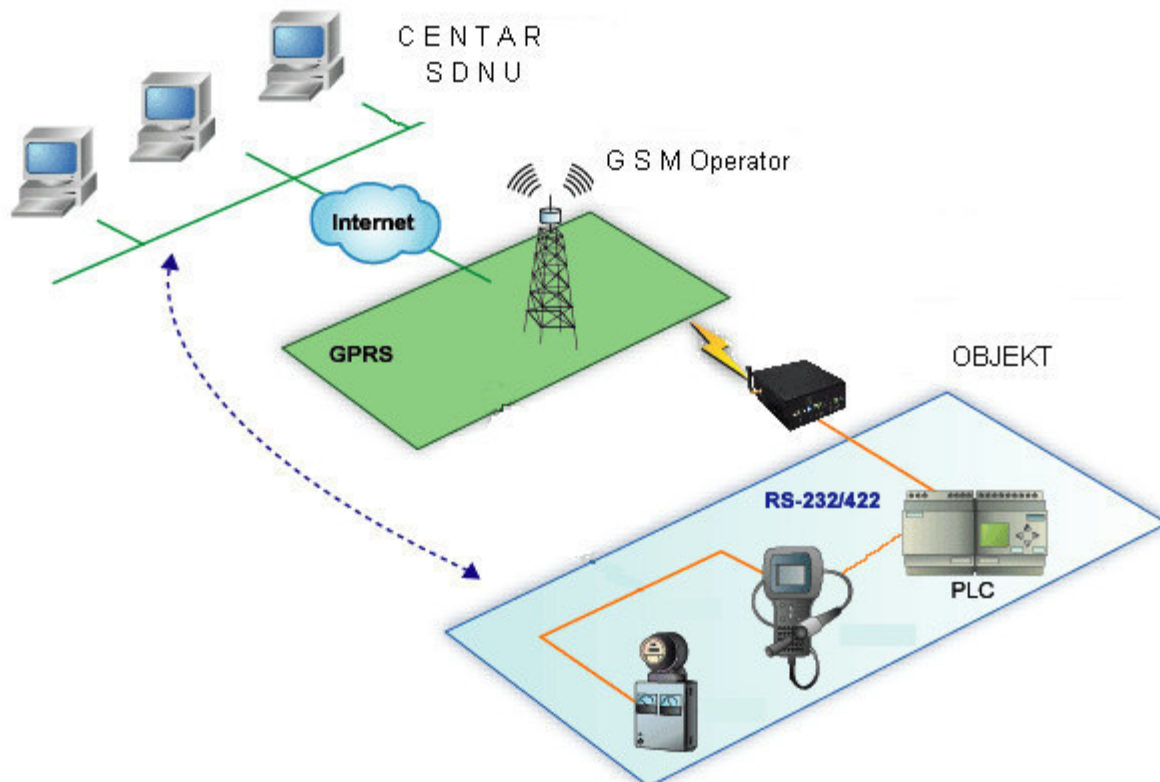 C E N T A R
S D N U
G S M Operator
Internet
GPRS
OBJEKT
RS-232/422
PLC